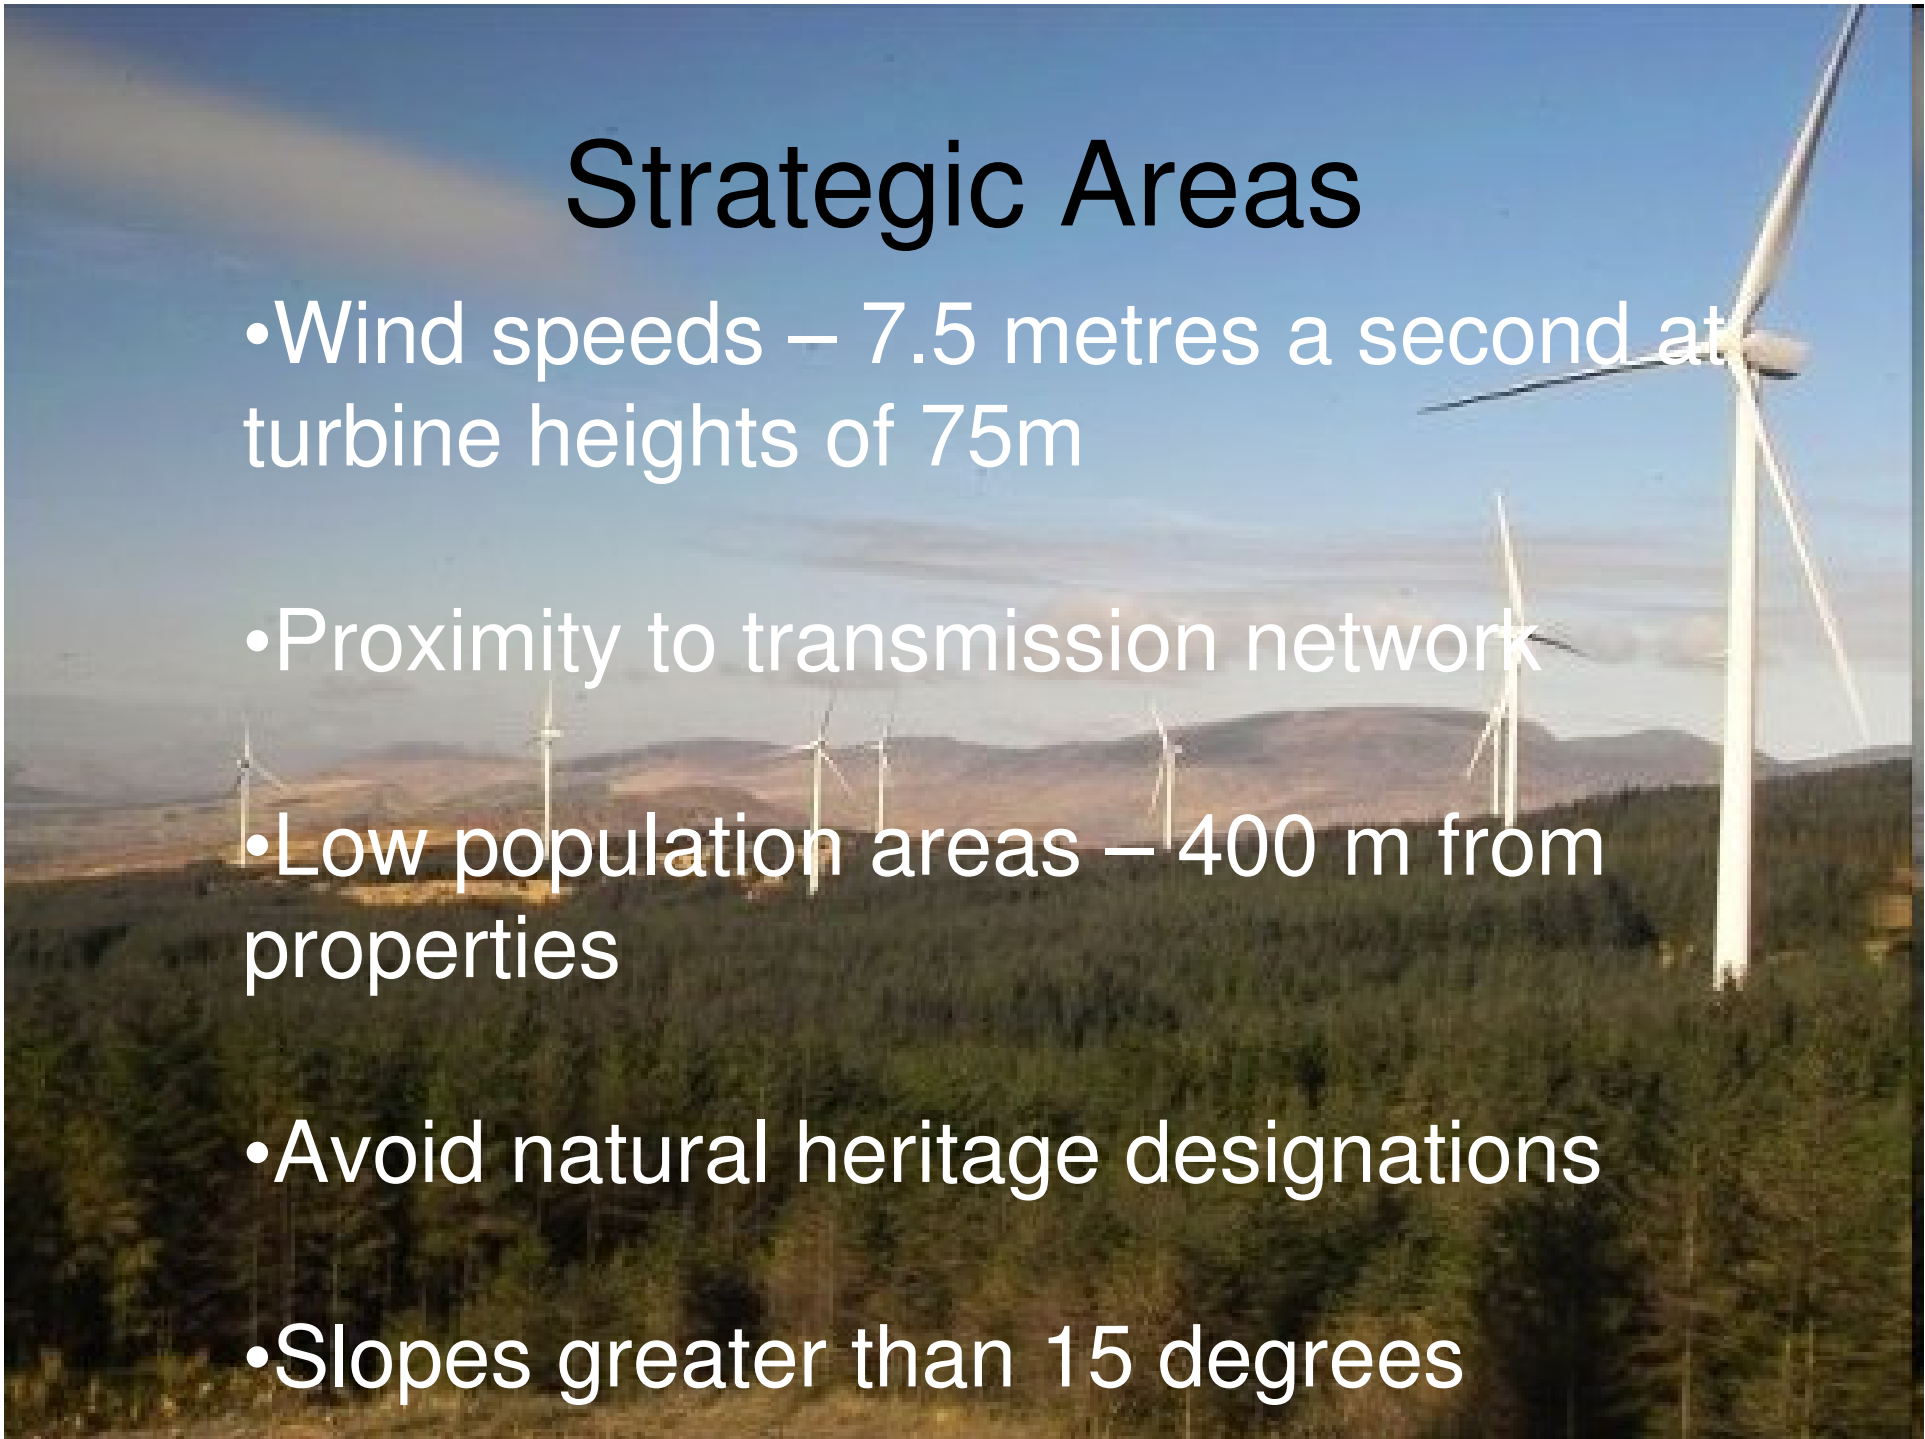 Strategic Areas
•Wind speeds – 7.5 metres a second at
turbine heights of 75m
•Proximity to transmission network
•Low population areas – 400 m from
properties
•Avoid natural heritage designations
•Slopes greater than 15 degrees